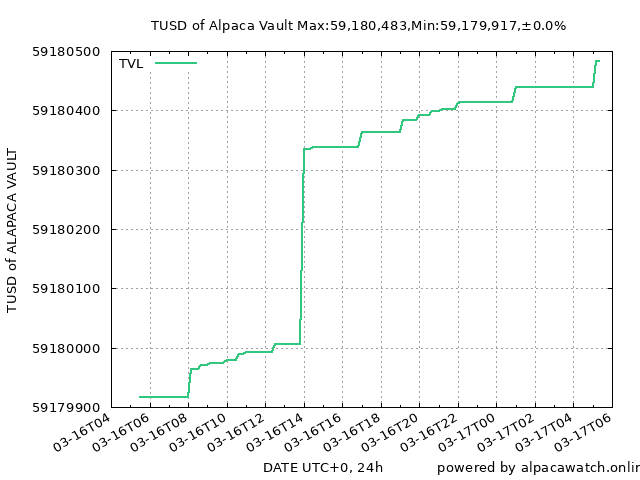 TUSD of Alpaca Vault Max:59,180,483,Min:59,179,917,±0.0%
TVL
59180500
59180400
59180300
59180200
59180100
59180000
59179900
TUSD of ALAPACA VAULT
03-16T04
03-16T06
03-16T08
03-16T10
03-16T12
03-16T14
03-16T16
03-16T18
03-16T20
03-16T22
03-17T00
03-17T02
03-17T04
03-17T06
DATE UTC+0, 24h
powered by alpacawatch.onlin